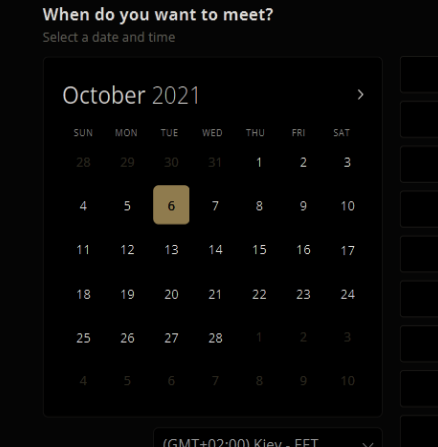 When do you want to meet?
Select a date and time
October 2021
SUN MON TUE WED THU FRI SAT
28 29 30 31 1 2 3
4 5 6 7 8 9 10
11 12 13 14 15 16 17
18 19 20 21 22 23 24
25 26 27 28 1 2 3
4 5 6 7 8 9 10
(GMT+02:00) Kiev - EET